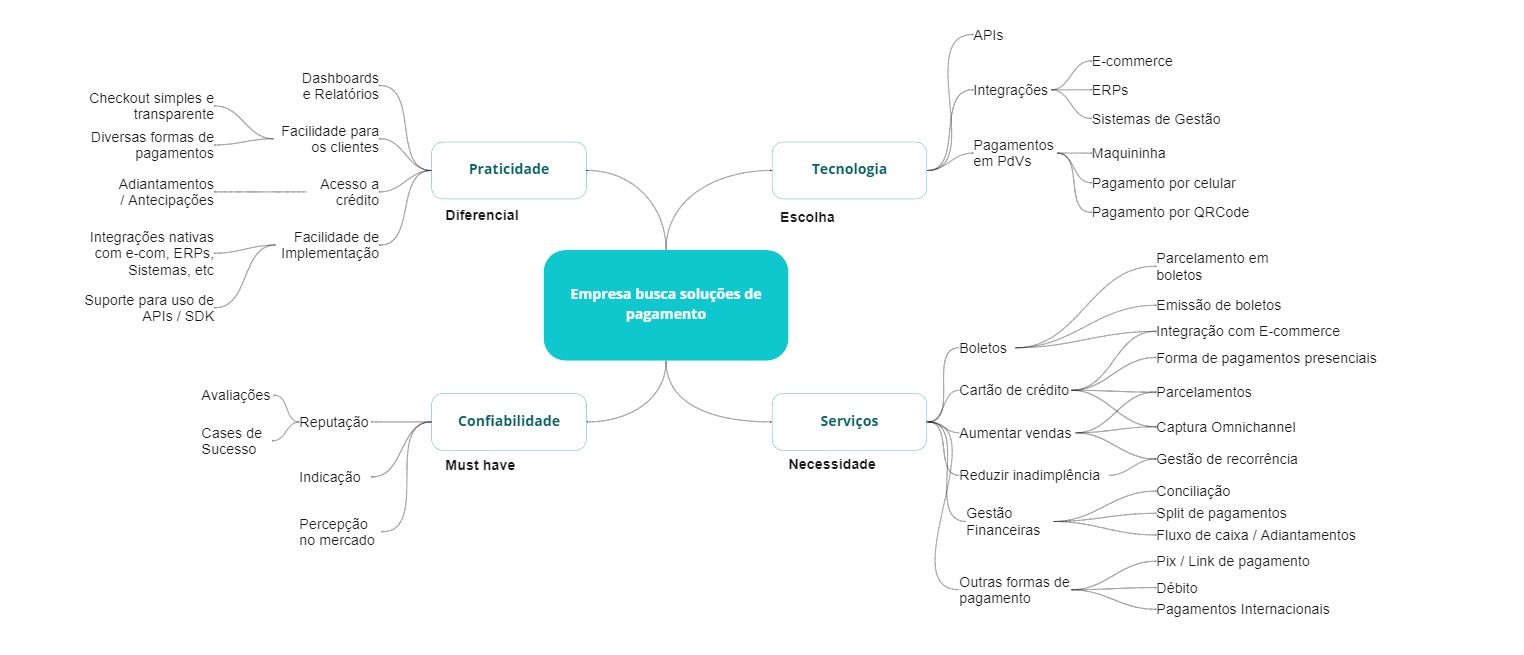 Empresa busca soluções de
pagamento
Praticidade
Diferencial
Dashboards
e Relatórios
Facilidade para
os clientes
Checkout simples e
transparente
Diversas formas de
pagamentos
Acesso a
crédito
Adiantamentos
/ Antecipações
Facilidade de
Implementação
Integrações nativas
com e-com, ERPs,
Sistemas, etc
Suporte para uso de
APIs / SDK
Tecnologia
Escolha
APIs
Integrações
E-commerce
ERPs
Sistemas de Gestão
Pagamentos
em PdVs
Maquininha
Pagamento por celular
Pagamento por QRCode
Confiabilidade
Must have
Reputação
Avaliações
Cases de
Sucesso
Indicação
Percepção
no mercado
Serviços
Necessidade
Boletos
Cartão de crédito
Aumentar vendas
Reduzir inadimplência
Gestão
Financeiras
Outras formas de
pagamento
Parcelamento em
boletos
Emissão de boletos
Integração com E-commerce
Forma de pagamentos presenciais
Parcelamentos
Captura Omnichannel
Gestão de recorrência
Conciliação
Split de pagamentos
Fluxo de caixa / Adiantamentos
Pix / Link de pagamento
Débito
Pagamentos Internacionais